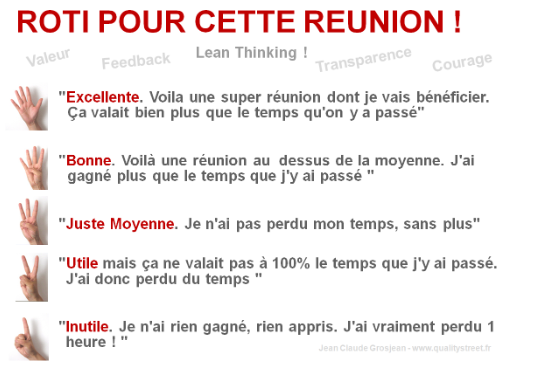 ROTI POUR CETTE REUNION !
Valeur Feedback Lean Thinking ! Transparence Courage
"Excellente. Voila une super réunion dont je vais bénéficier.
Ça valait bien plus que le temps qu'on y a passé"
"Bonne. Voilà une réunion au dessus de la moyenne. J'ai
gagné plus que le temps que j'y ai passé "
"Juste Moyenne. Je n'ai pas perdu mon temps, sans plus"
"Utile mais ça ne valait pas à 100% le temps que j'y ai passé.
J'ai donc perdu du temps "
"Inutile. Je n'ai rien gagné, rien appris. J'ai vraiment perdu 1
heure ! "
Jean Claude Grosjean - www.qualitystreet.fr